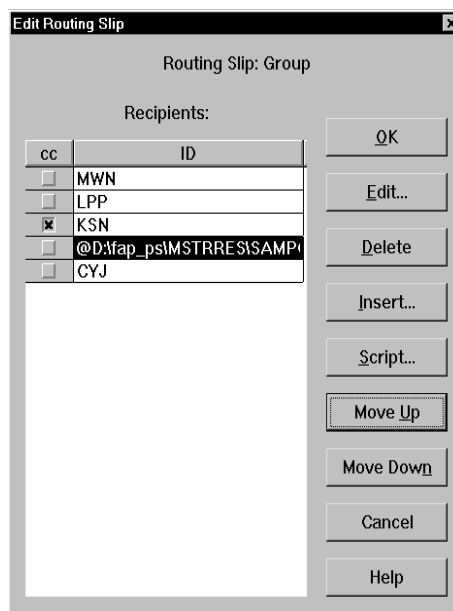 Edit Routing Slip
Routing Slip: Group
Recipients:
cc ID
MWN
LPP
KSN
@D:\fap_ps\MSTRRES\SAMP
CYJ
OK
Edit...
Delete
Insert...
Script...
Move Up
Move Down
Cancel
Help